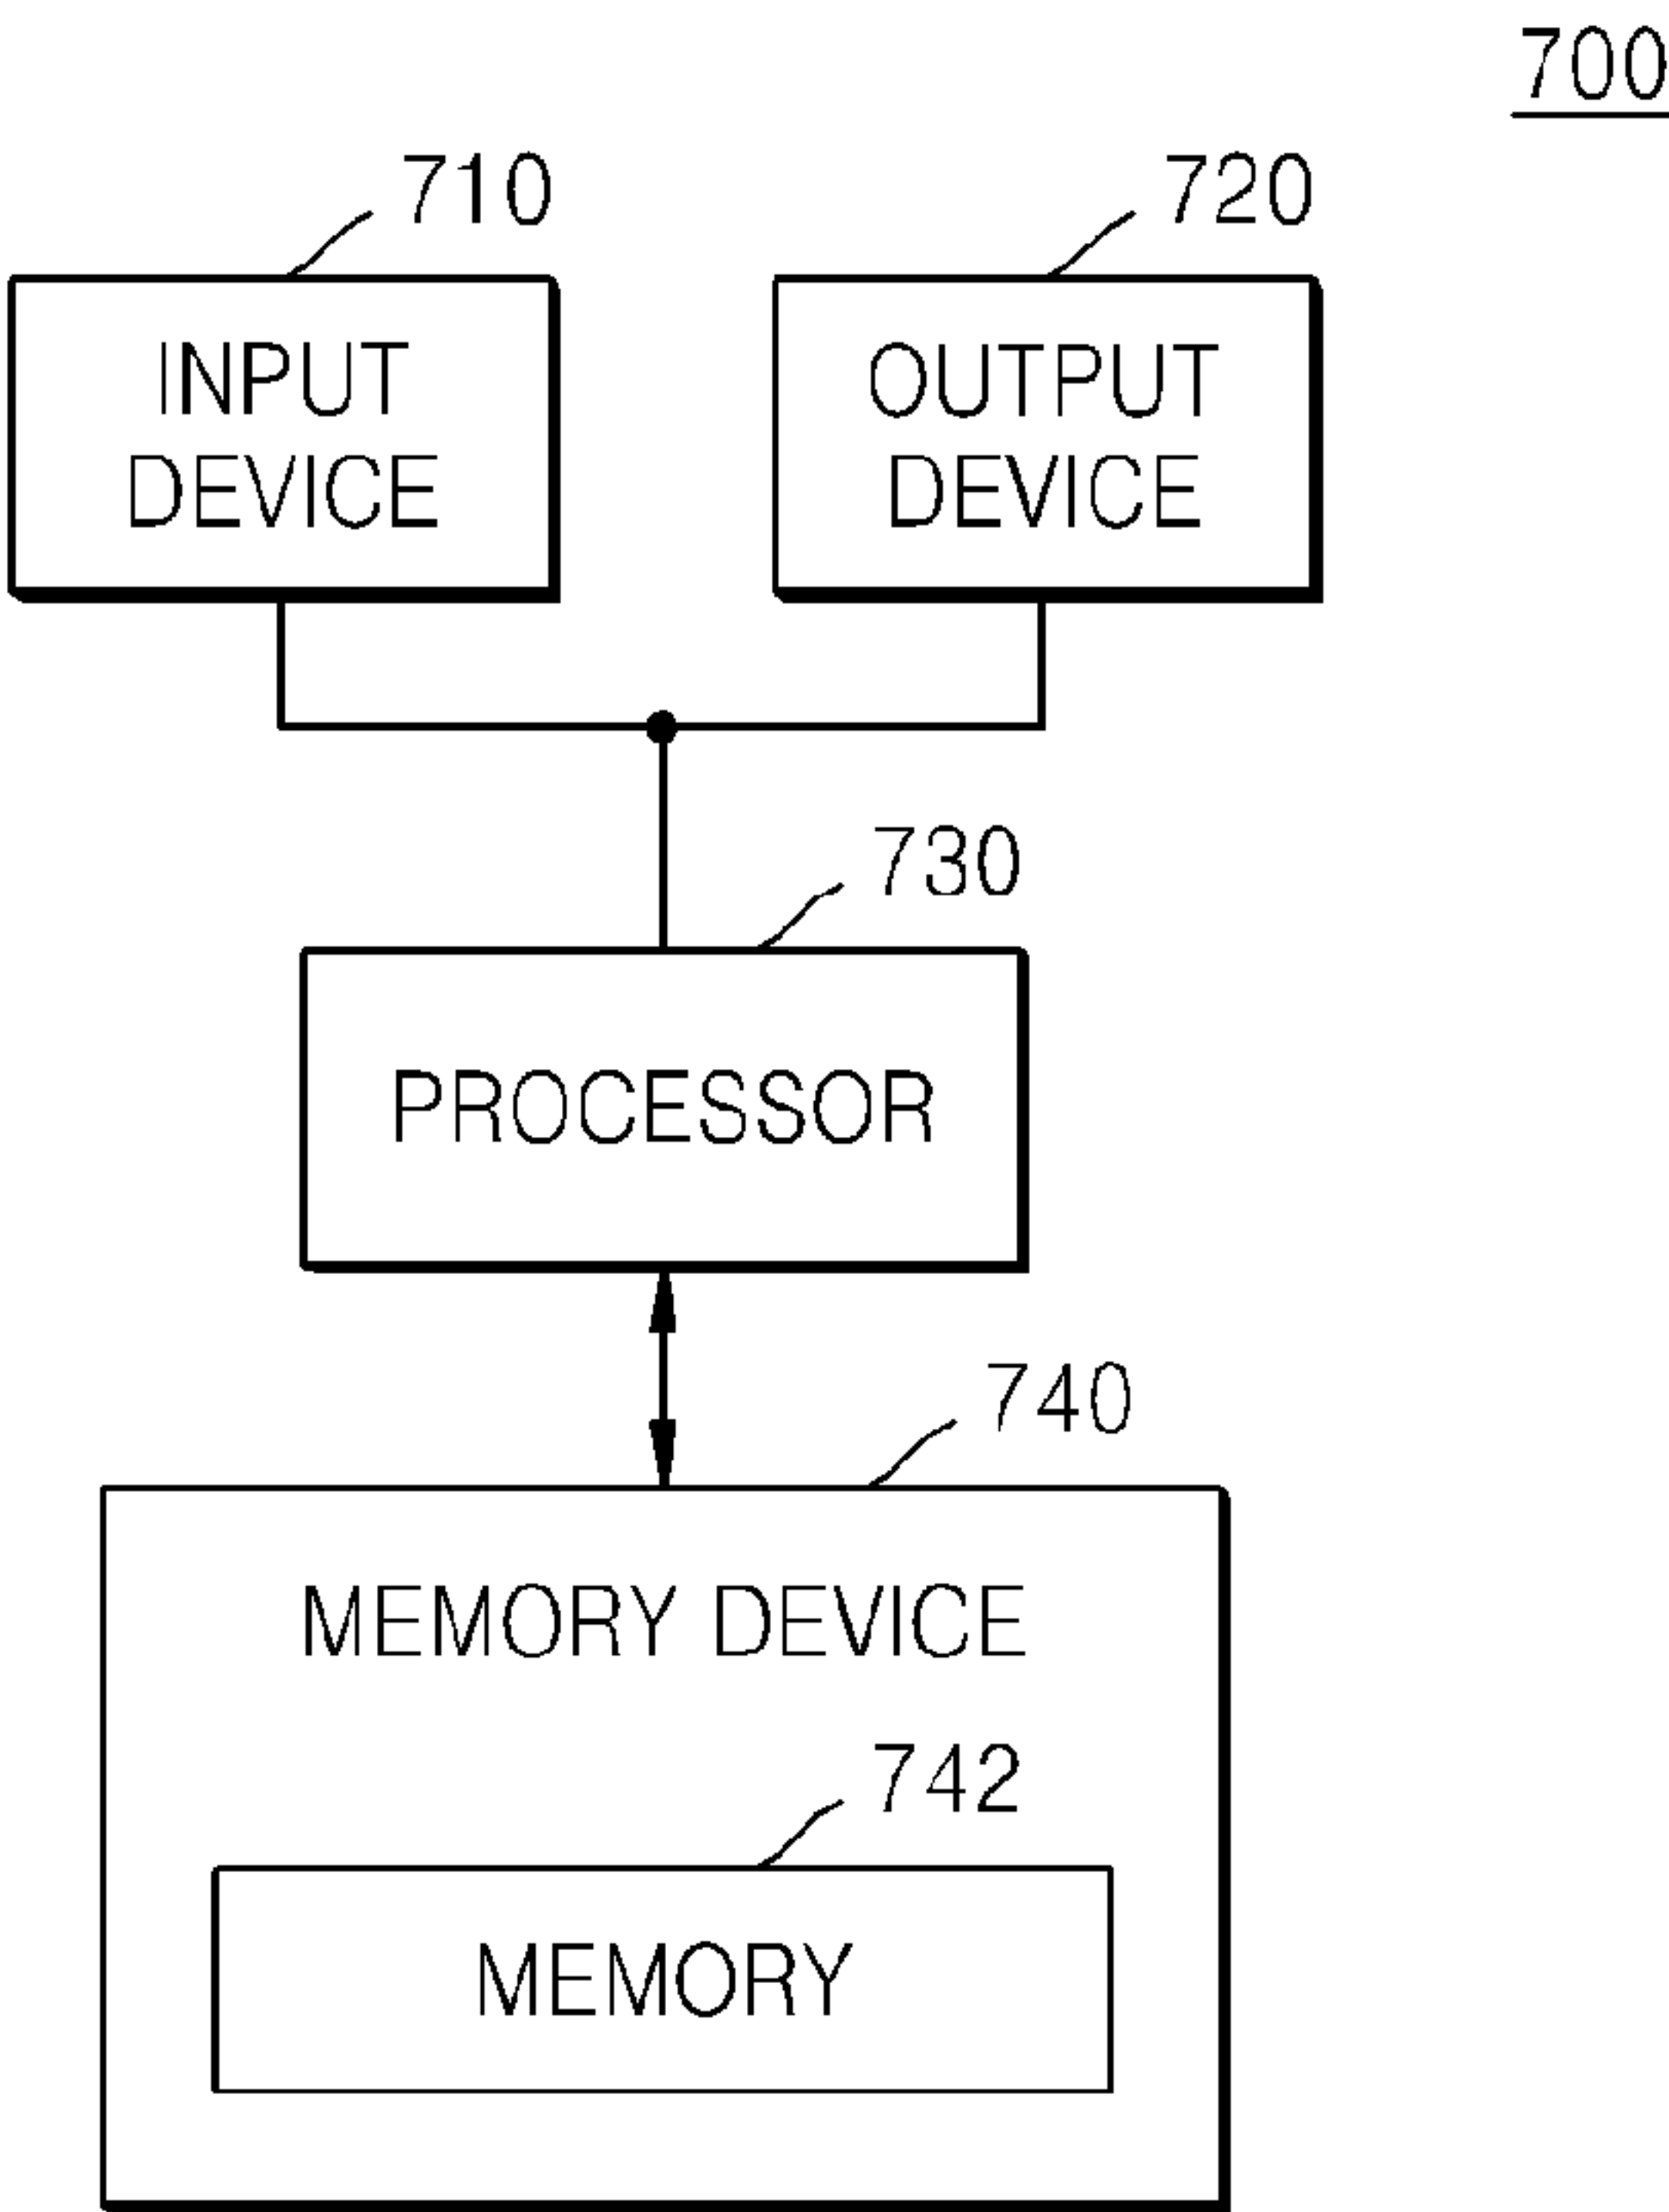 700
710
720
INPUT
DEVICE
OUTPUT
DEVICE
730
PROCESSOR
740
MEMORY DEVICE
742
MEMORY